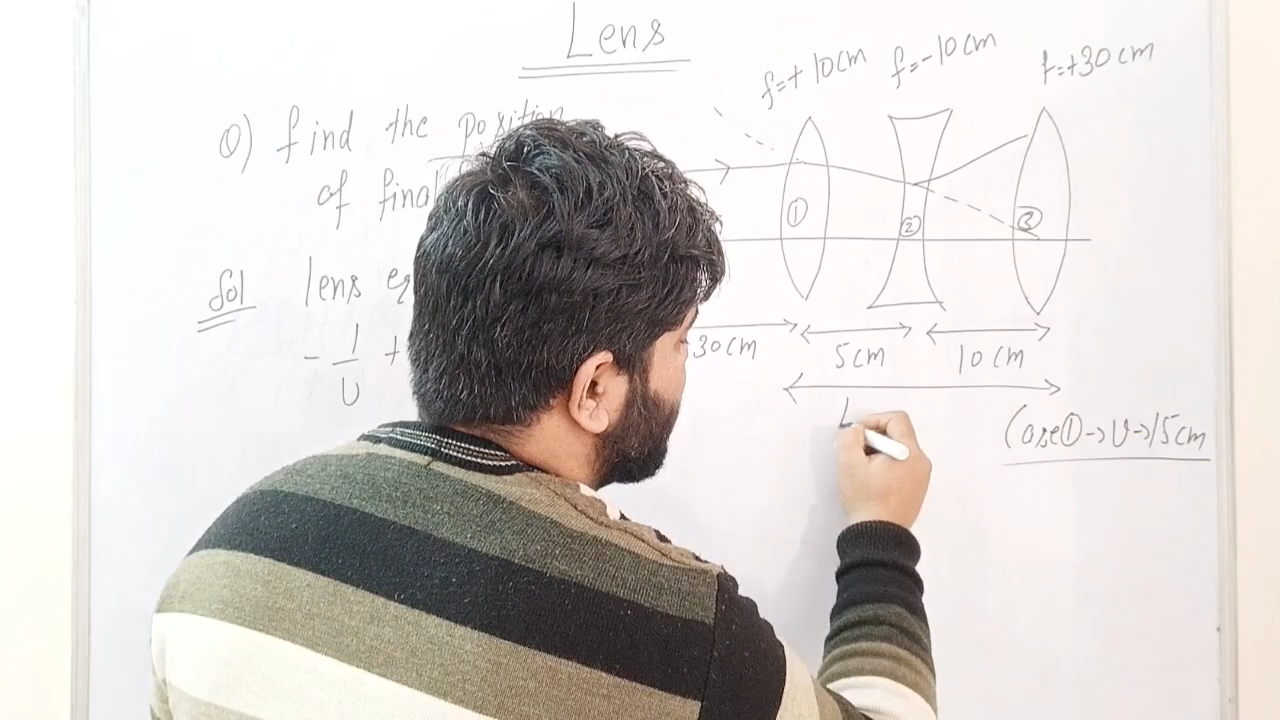 Lens
f=+10cm
f=-10cm
f=+30cm
Q) find the position
of final
①
②
③
Sol
lens
30cm
5cm
10cm
- 1/U +
Case①→V→15cm